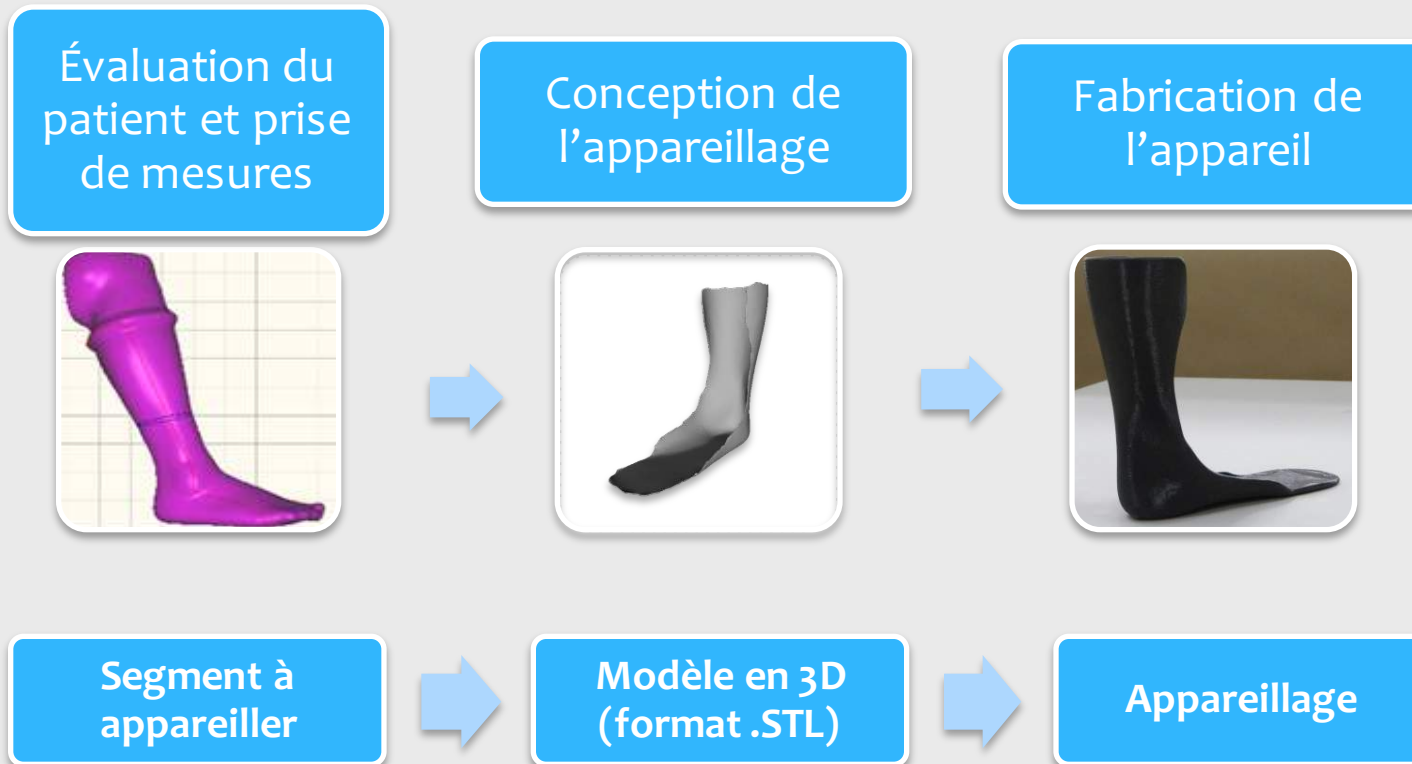 Évaluation du
patient et prise
de mesures
Conception de
l’appareillage
Fabrication de
l’appareil
Segment à
appareiller
Modèle en 3D
(format .STL)
Appareillage